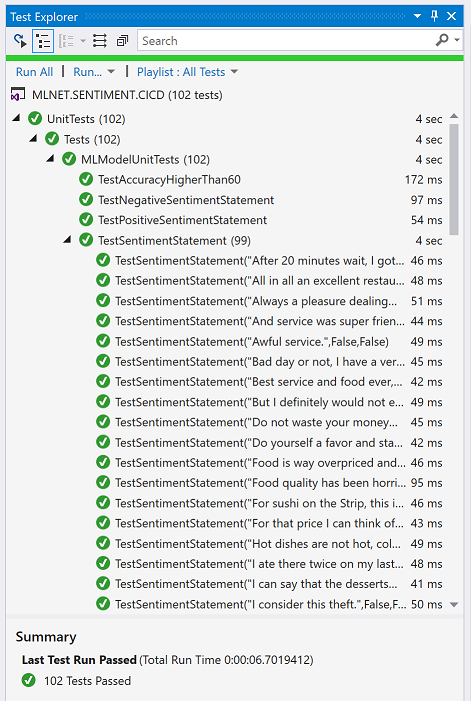 Test Explorer
Search
Run All | Run... Playlist : All Tests
MLNET.SENTIMENT.CICD (102 tests)
UnitTests (102) 4 sec
Tests (102) 4 sec
MLModelUnitTests (102) 4 sec
TestAccuracyHigherThan60 172 ms
TestNegativeSentimentStatement 97 ms
TestPositiveSentimentStatement 54 ms
TestSentimentStatement (99) 4 sec
TestSentimentStatement("After 20 minutes wait, I got... 46 ms
TestSentimentStatement("All in all an excellent restau... 48 ms
TestSentimentStatement("Always a pleasure dealing... 51 ms
TestSentimentStatement("And service was super frien... 44 ms
TestSentimentStatement("Awful service.",False,False) 49 ms
TestSentimentStatement("Bad day or not, I have a ver... 45 ms
TestSentimentStatement("Best service and food ever,... 42 ms
TestSentimentStatement("But I definitely would not e... 49 ms
TestSentimentStatement("Do not waste your money... 45 ms
TestSentimentStatement("Do yourself a favor and sta... 42 ms
TestSentimentStatement("Food is way overpriced and... 46 ms
TestSentimentStatement("Food quality has been horri... 95 ms
TestSentimentStatement("For sushi on the Strip, this i... 46 ms
TestSentimentStatement("For that price I can think of... 43 ms
TestSentimentStatement("Hot dishes are not hot, col... 49 ms
TestSentimentStatement("I ate there twice on my last... 48 ms
TestSentimentStatement("I can say that the desserts... 41 ms
TestSentimentStatement("I consider this theft.",False,F... 50 ms
Summary
Last Test Run Passed (Total Run Time 0:00:06.7019412)
102 Tests Passed